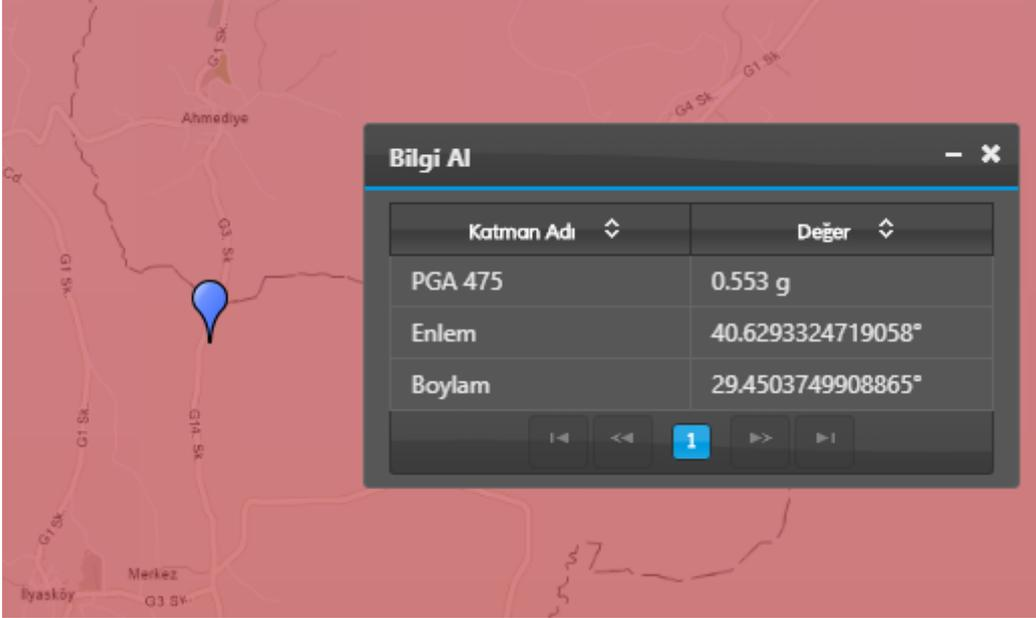 G1 Sk.
G1 Sk
Ahmediye
G4 Sk
Cd
Bilgi Al
Katman Adı Değer
PGA 475 0.553 g
Enlem 40.6293324719058°
Boylam 29.4503749908865°
1
G3. Sk
G1 Sk.
G1 Sk.
G14. Sk
G1 Sk.
Merkez
İlyasköy
G3 Sk.